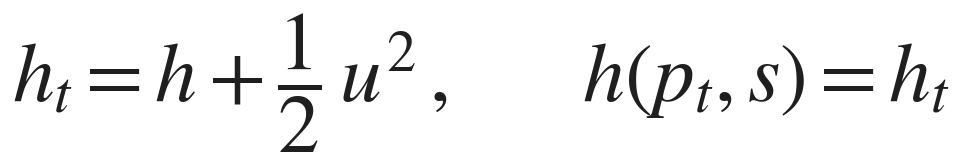 h_t = h + \frac{1}{2} u^2 , \qquad h(p_t, s) = h_t